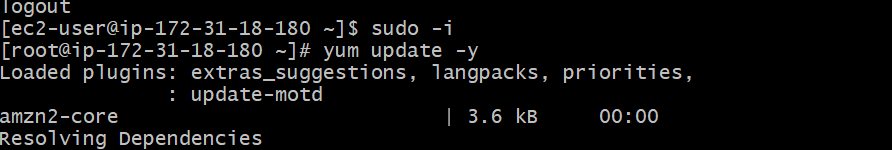 logout
[ec2-user@ip-172-31-18-180 ~]$ sudo -i
[root@ip-172-31-18-180 ~]# yum update -y
Loaded plugins: extras_suggestions, langpacks, priorities,
              : update-motd
amzn2-core                           | 3.6 kB     00:00
Resolving Dependencies